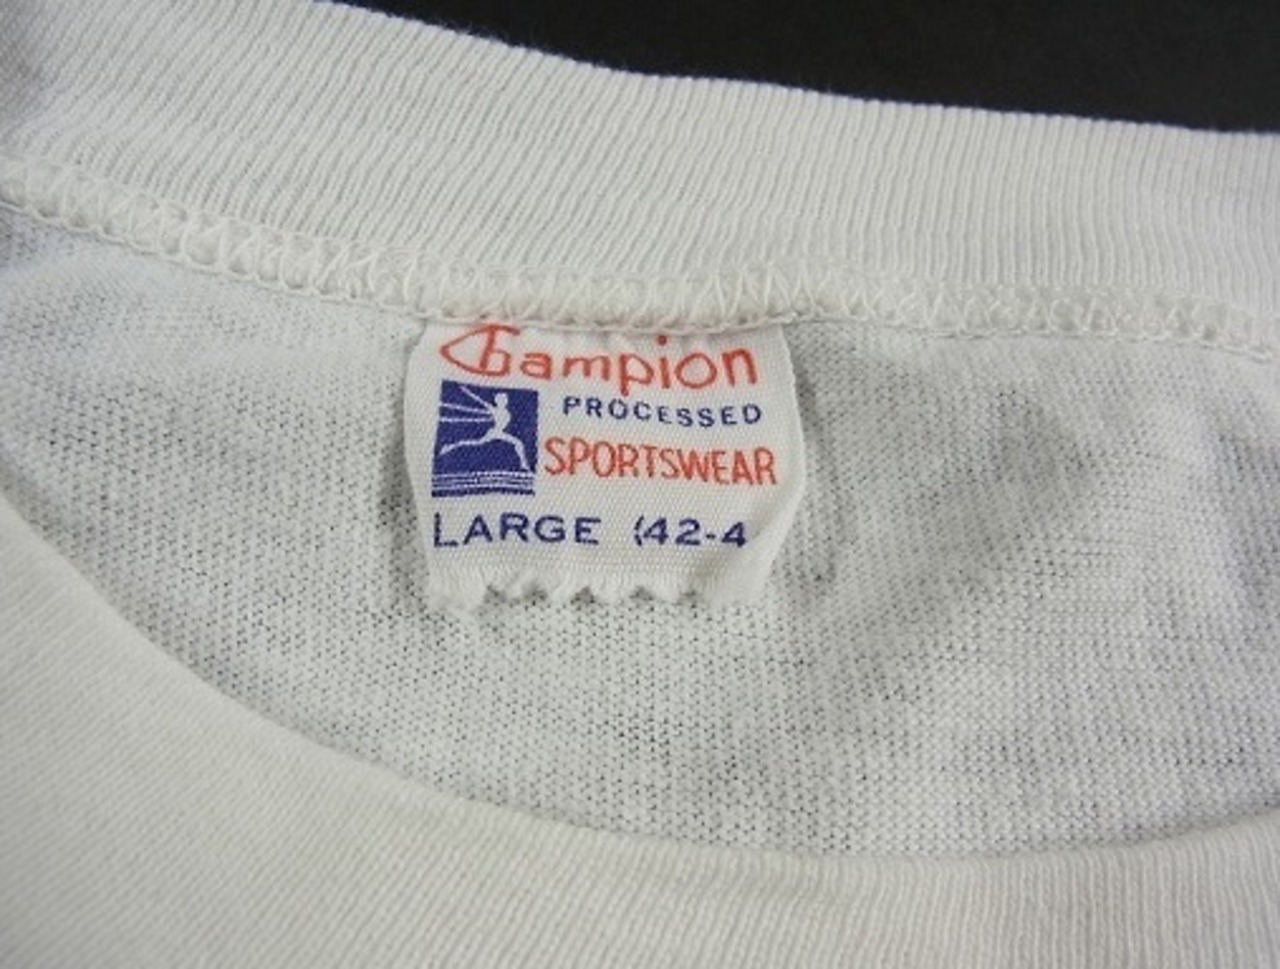 Champion
PROCESSED
SPORTSWEAR
LARGE (42-4